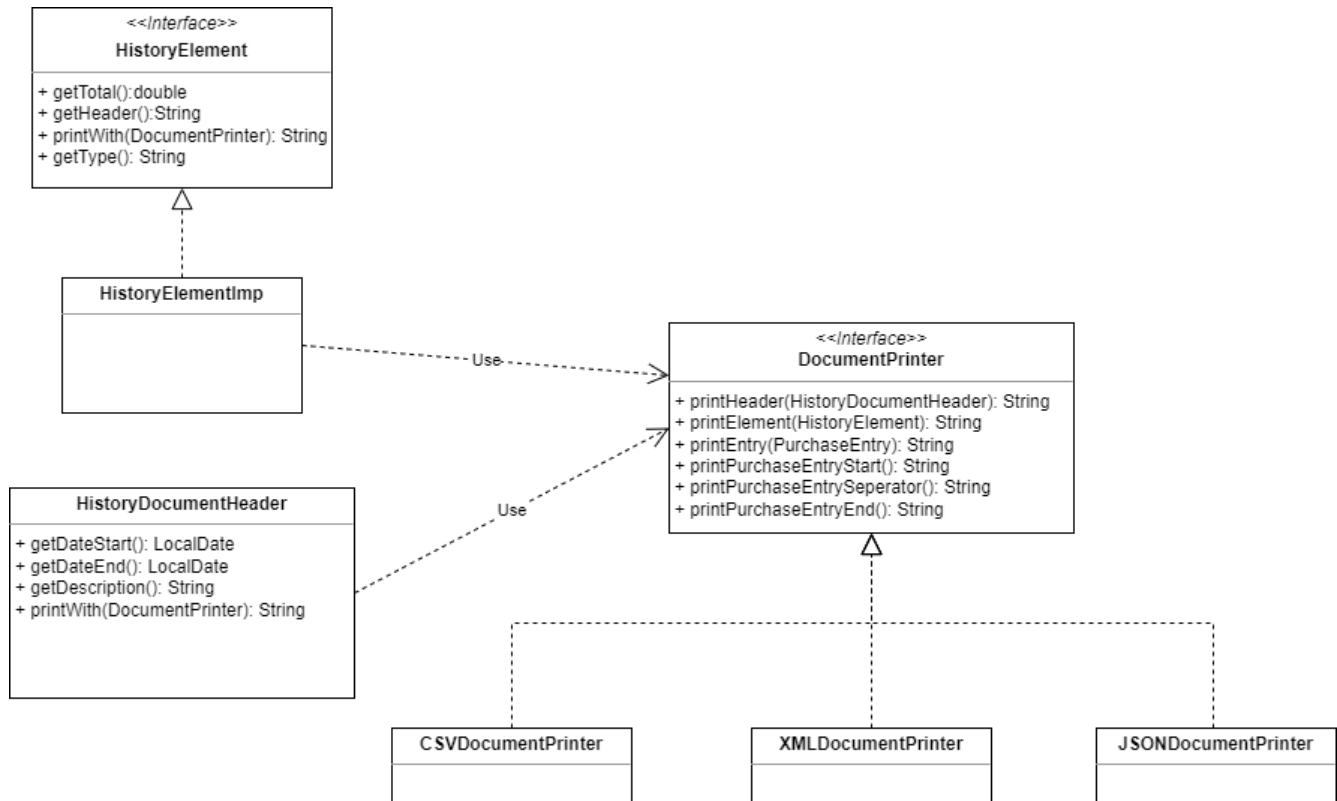 <<Interface>>
HistoryElement
+ getTotal():double
+ getHeader():String
+ printWith(DocumentPrinter): String
+ getType(): String
HistoryElementImp
Use
<<Interface>>
DocumentPrinter
+ printHeader(HistoryDocumentHeader): String
+ printElement(HistoryElement): String
+ printEntry(PurchaseEntry): String
+ printPurchaseEntryStart(): String
+ printPurchaseEntrySeperator(): String
+ printPurchaseEntryEnd(): String
HistoryDocumentHeader
+ getDateStart(): LocalDate
+ getDateEnd(): LocalDate
+ getDescription(): String
+ printWith(DocumentPrinter): String
Use
CSVDocumentPrinter
XMLDocumentPrinter
JSONDocumentPrinter